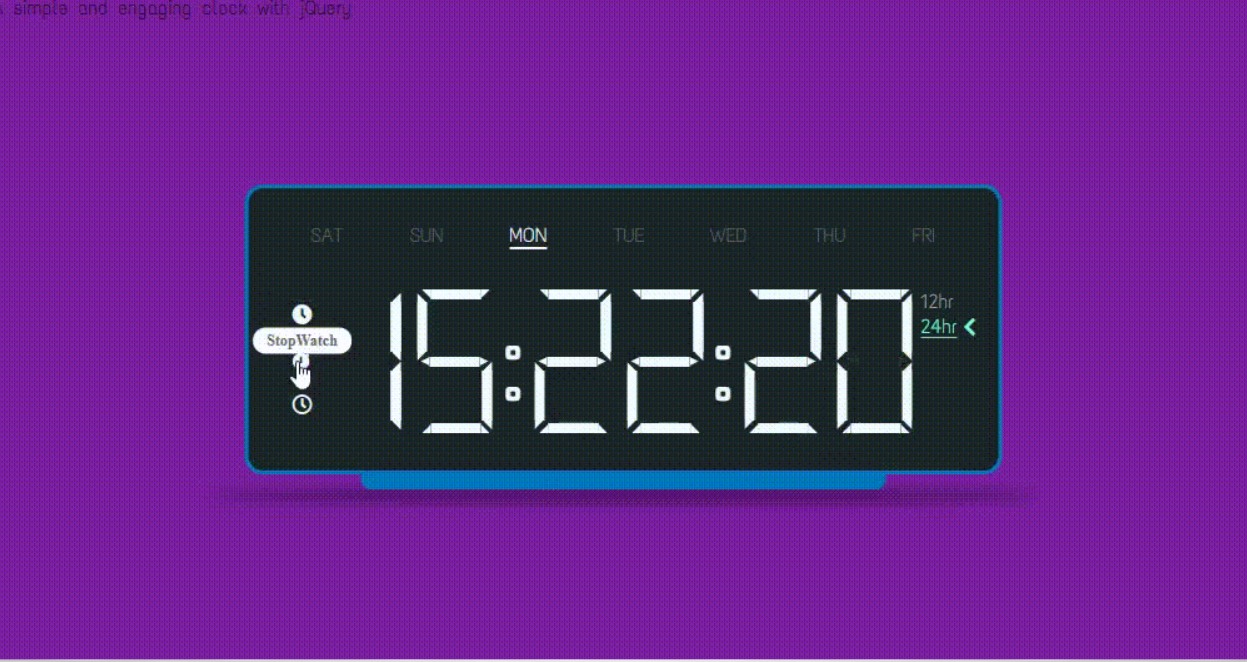 simple and engaging clock with jQuery
SAT SUN MON TUE WED THU FRI
12hr
StopWatch
15:22:20
24hr